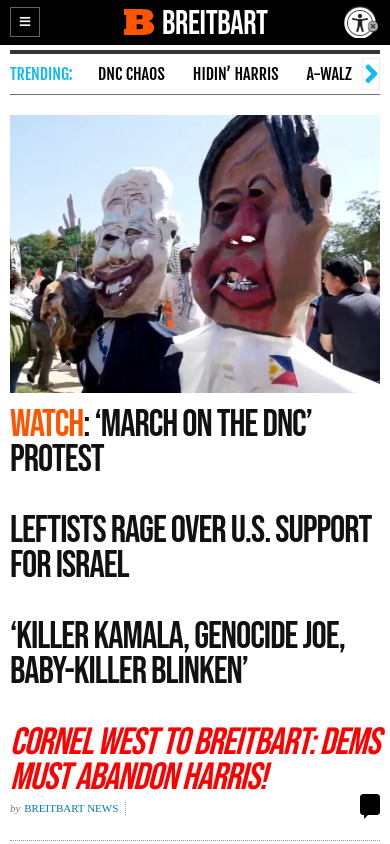 BREITBART
TRENDING: DNC CHAOS HIDIN’ HARRIS A-WALZ
WATCH: ‘MARCH ON THE DNC’
PROTEST
LEFTISTS RAGE OVER U.S. SUPPORT
FOR ISRAEL
‘KILLER KAMALA, GENOCIDE JOE,
BABY-KILLER BLINKEN’
CORNEL WEST TO BREITBART: DEMS
MUST ABANDON HARRIS!
by BREITBART NEWS